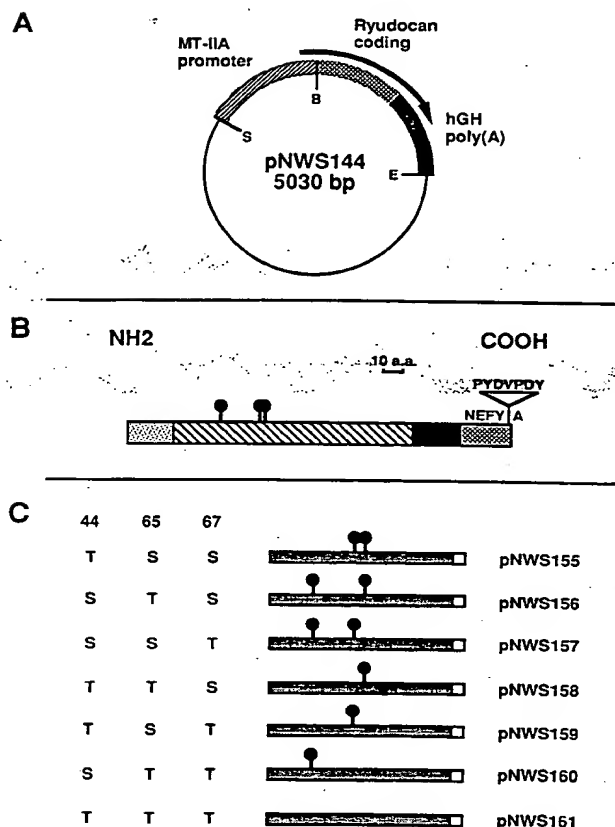 A
MT-IIA
promoter
Ryudocan
coding
B
S
hGH
poly(A)
pNWS144
5030 bp
E
B
NH2
COOH
10 a.a.
PYDVPDY
NEFY A
C
44 65 67
T S S pNWS155
S T S pNWS156
S S T pNWS157
T T S pNWS158
T S T pNWS159
S T T pNWS160
T T T pNWS161